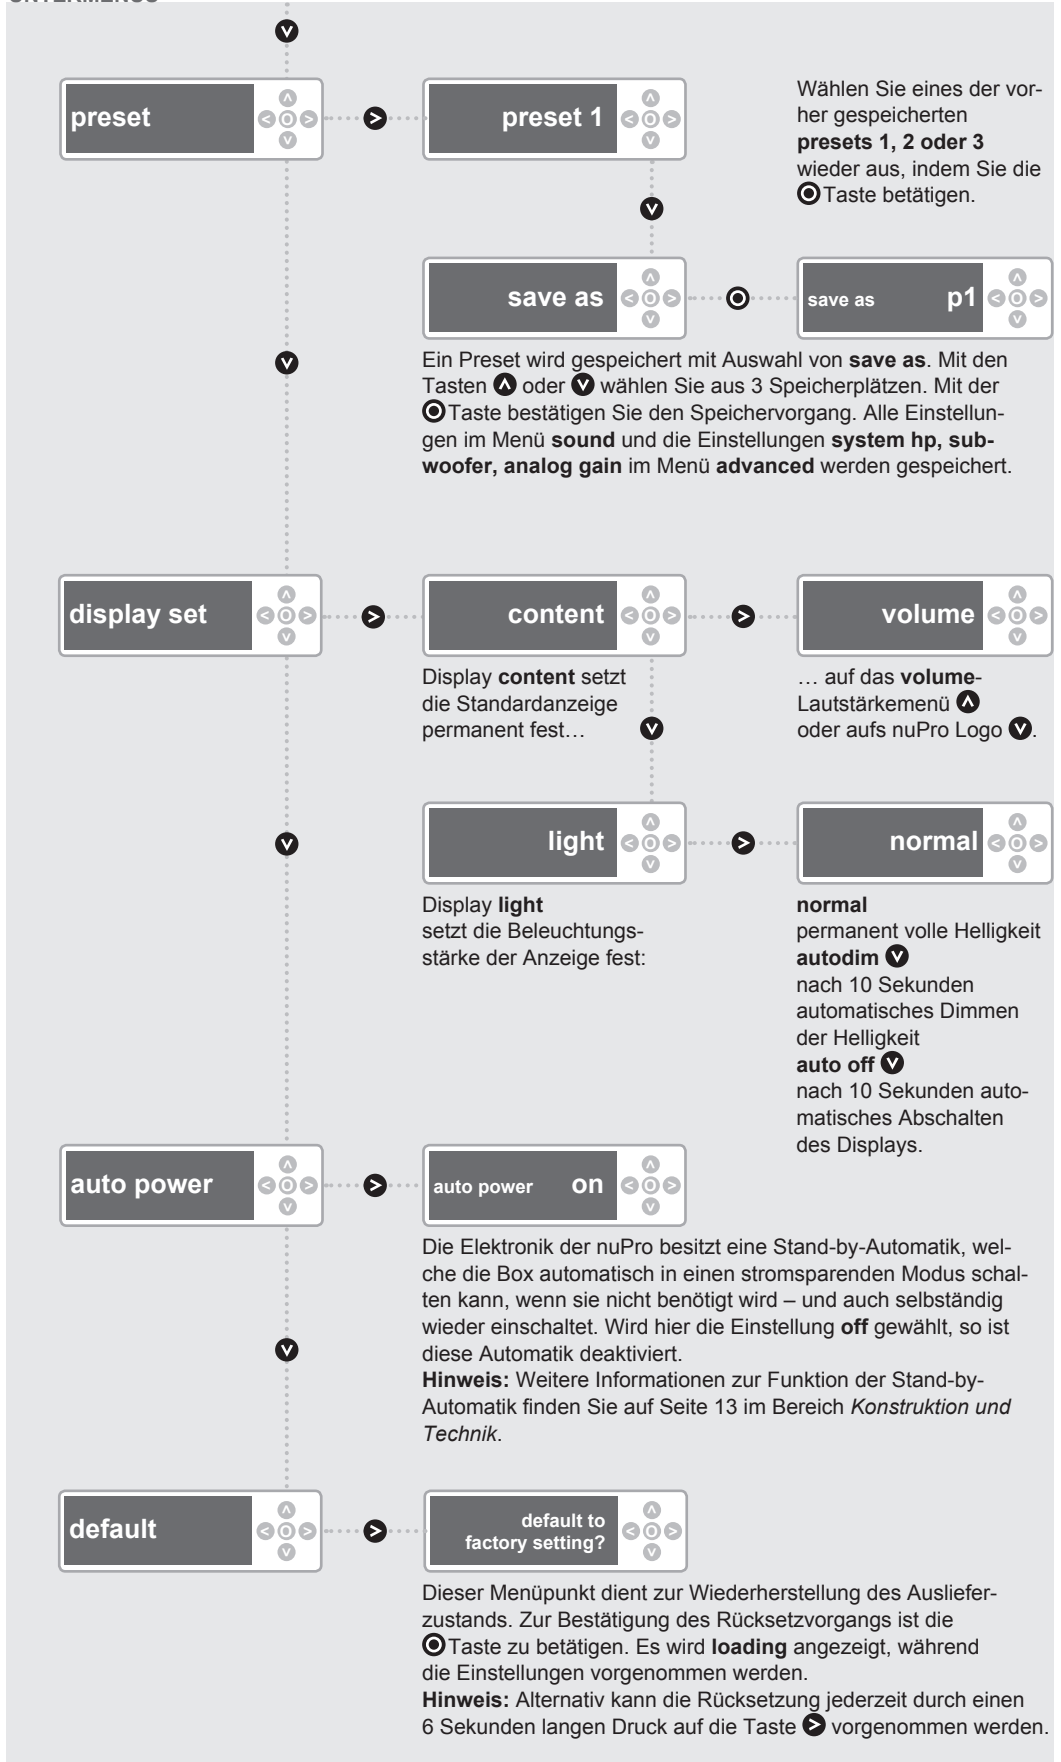 UNTERMENÜS
preset
preset 1
Wählen Sie eines der vor-
her gespeicherten
presets 1, 2 oder 3
wieder aus, indem Sie die
Taste betätigen.
save as
save as p1
Ein Preset wird gespeichert mit Auswahl von save as. Mit den
Tasten oder wählen Sie aus 3 Speicherplätzen. Mit der
Taste bestätigen Sie den Speichervorgang. Alle Einstellun-
gen im Menü sound und die Einstellungen system hp, sub-
woofer, analog gain im Menü advanced werden gespeichert.
display set
content
volume
Display content setzt
die Standardanzeige
permanent fest…
… auf das volume-
Lautstärkemenü
oder aufs nuPro Logo .
light
normal
Display light
setzt die Beleuchtungs-
stärke der Anzeige fest:
normal
permanent volle Helligkeit
autodim
nach 10 Sekunden
automatisches Dimmen
der Helligkeit
auto off
nach 10 Sekunden auto-
matisches Abschalten
des Displays.
auto power
auto power on
Die Elektronik der nuPro besitzt eine Stand-by-Automatik, wel-
che die Box automatisch in einen stromsparenden Modus schal-
ten kann, wenn sie nicht benötigt wird – und auch selbständig
wieder einschaltet. Wird hier die Einstellung off gewählt, so ist
diese Automatik deaktiviert.
Hinweis: Weitere Informationen zur Funktion der Stand-by-
Automatik finden Sie auf Seite 13 im Bereich Konstruktion und
Technik.
default
default to
factory setting?
Dieser Menüpunkt dient zur Wiederherstellung des Ausliefer-
zustands. Zur Bestätigung des Rücksetzvorgangs ist die
Taste zu betätigen. Es wird loading angezeigt, während
die Einstellungen vorgenommen werden.
Hinweis: Alternativ kann die Rücksetzung jederzeit durch einen
6 Sekunden langen Druck auf die Taste vorgenommen werden.